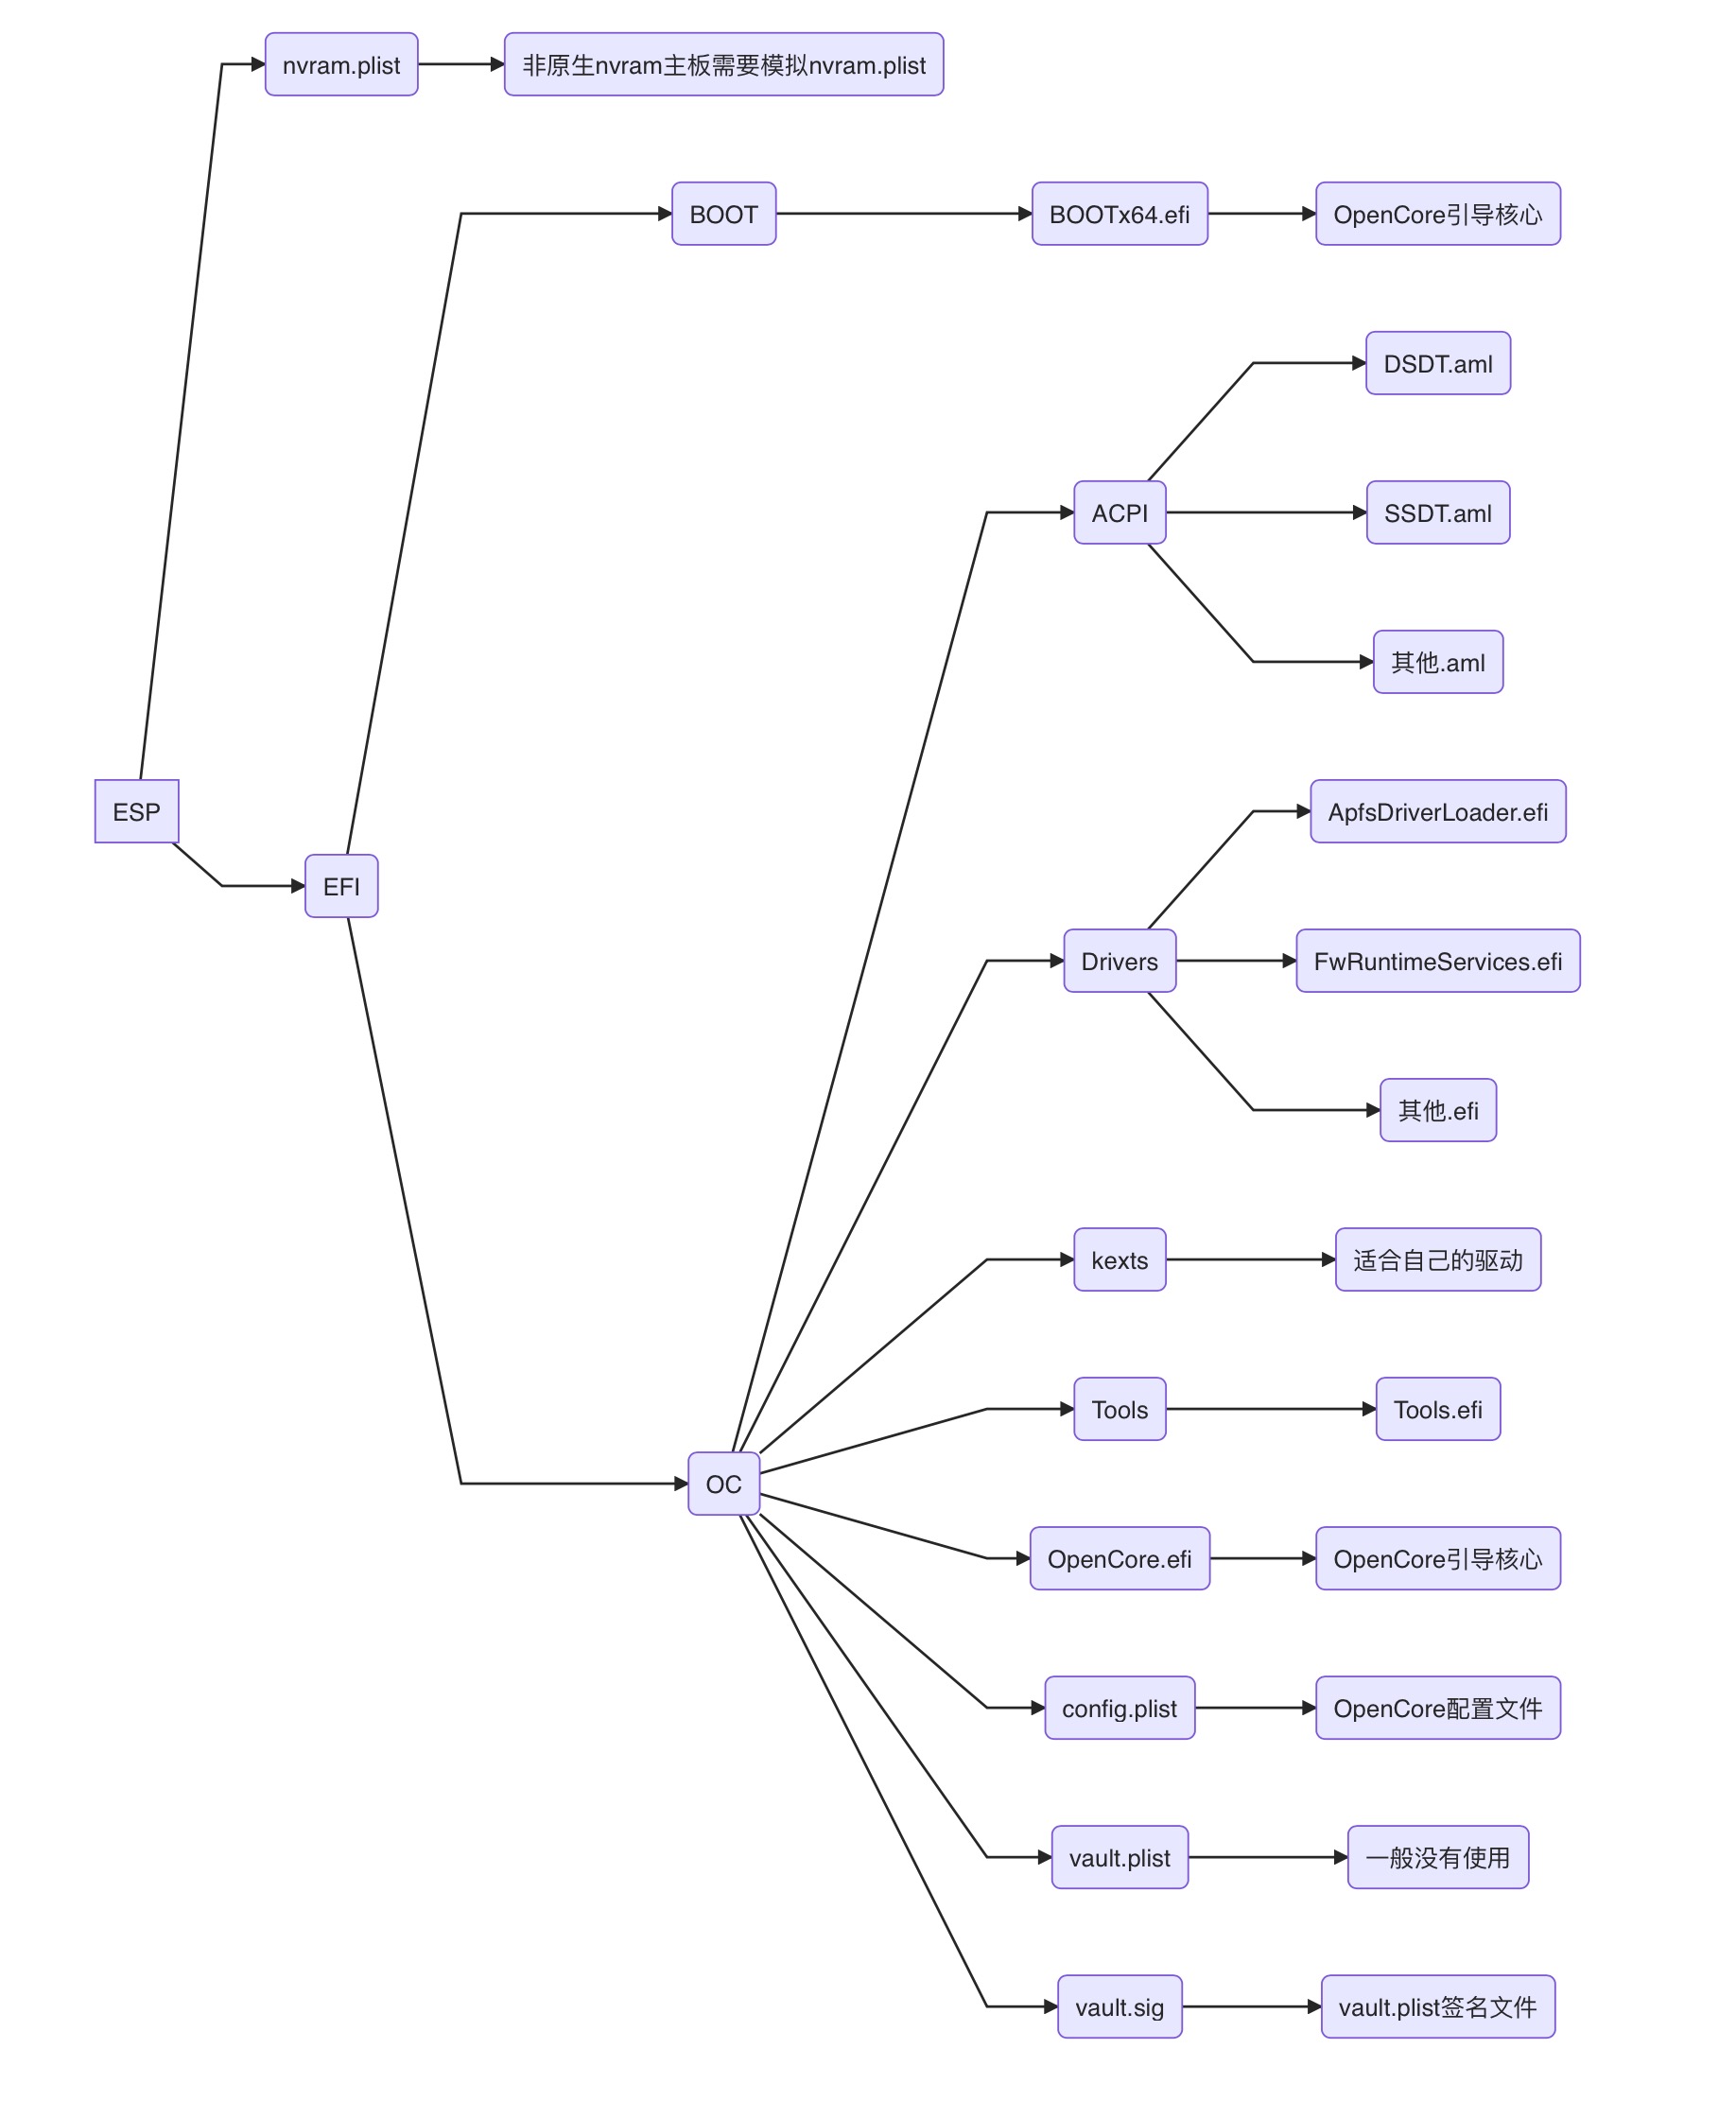 nvram.plist
非原生nvram主板需要模拟nvram.plist
BOOT
BOOTx64.efi
OpenCore引导核心
DSDT.aml
ACPI
SSDT.aml
其他.aml
ESP
ApfsDriverLoader.efi
EFI
Drivers
FwRuntimeServices.efi
其他.efi
kexts
适合自己的驱动
Tools
Tools.efi
OC
OpenCore.efi
OpenCore引导核心
config.plist
OpenCore配置文件
vault.plist
一般没有使用
vault.sig
vault.plist签名文件